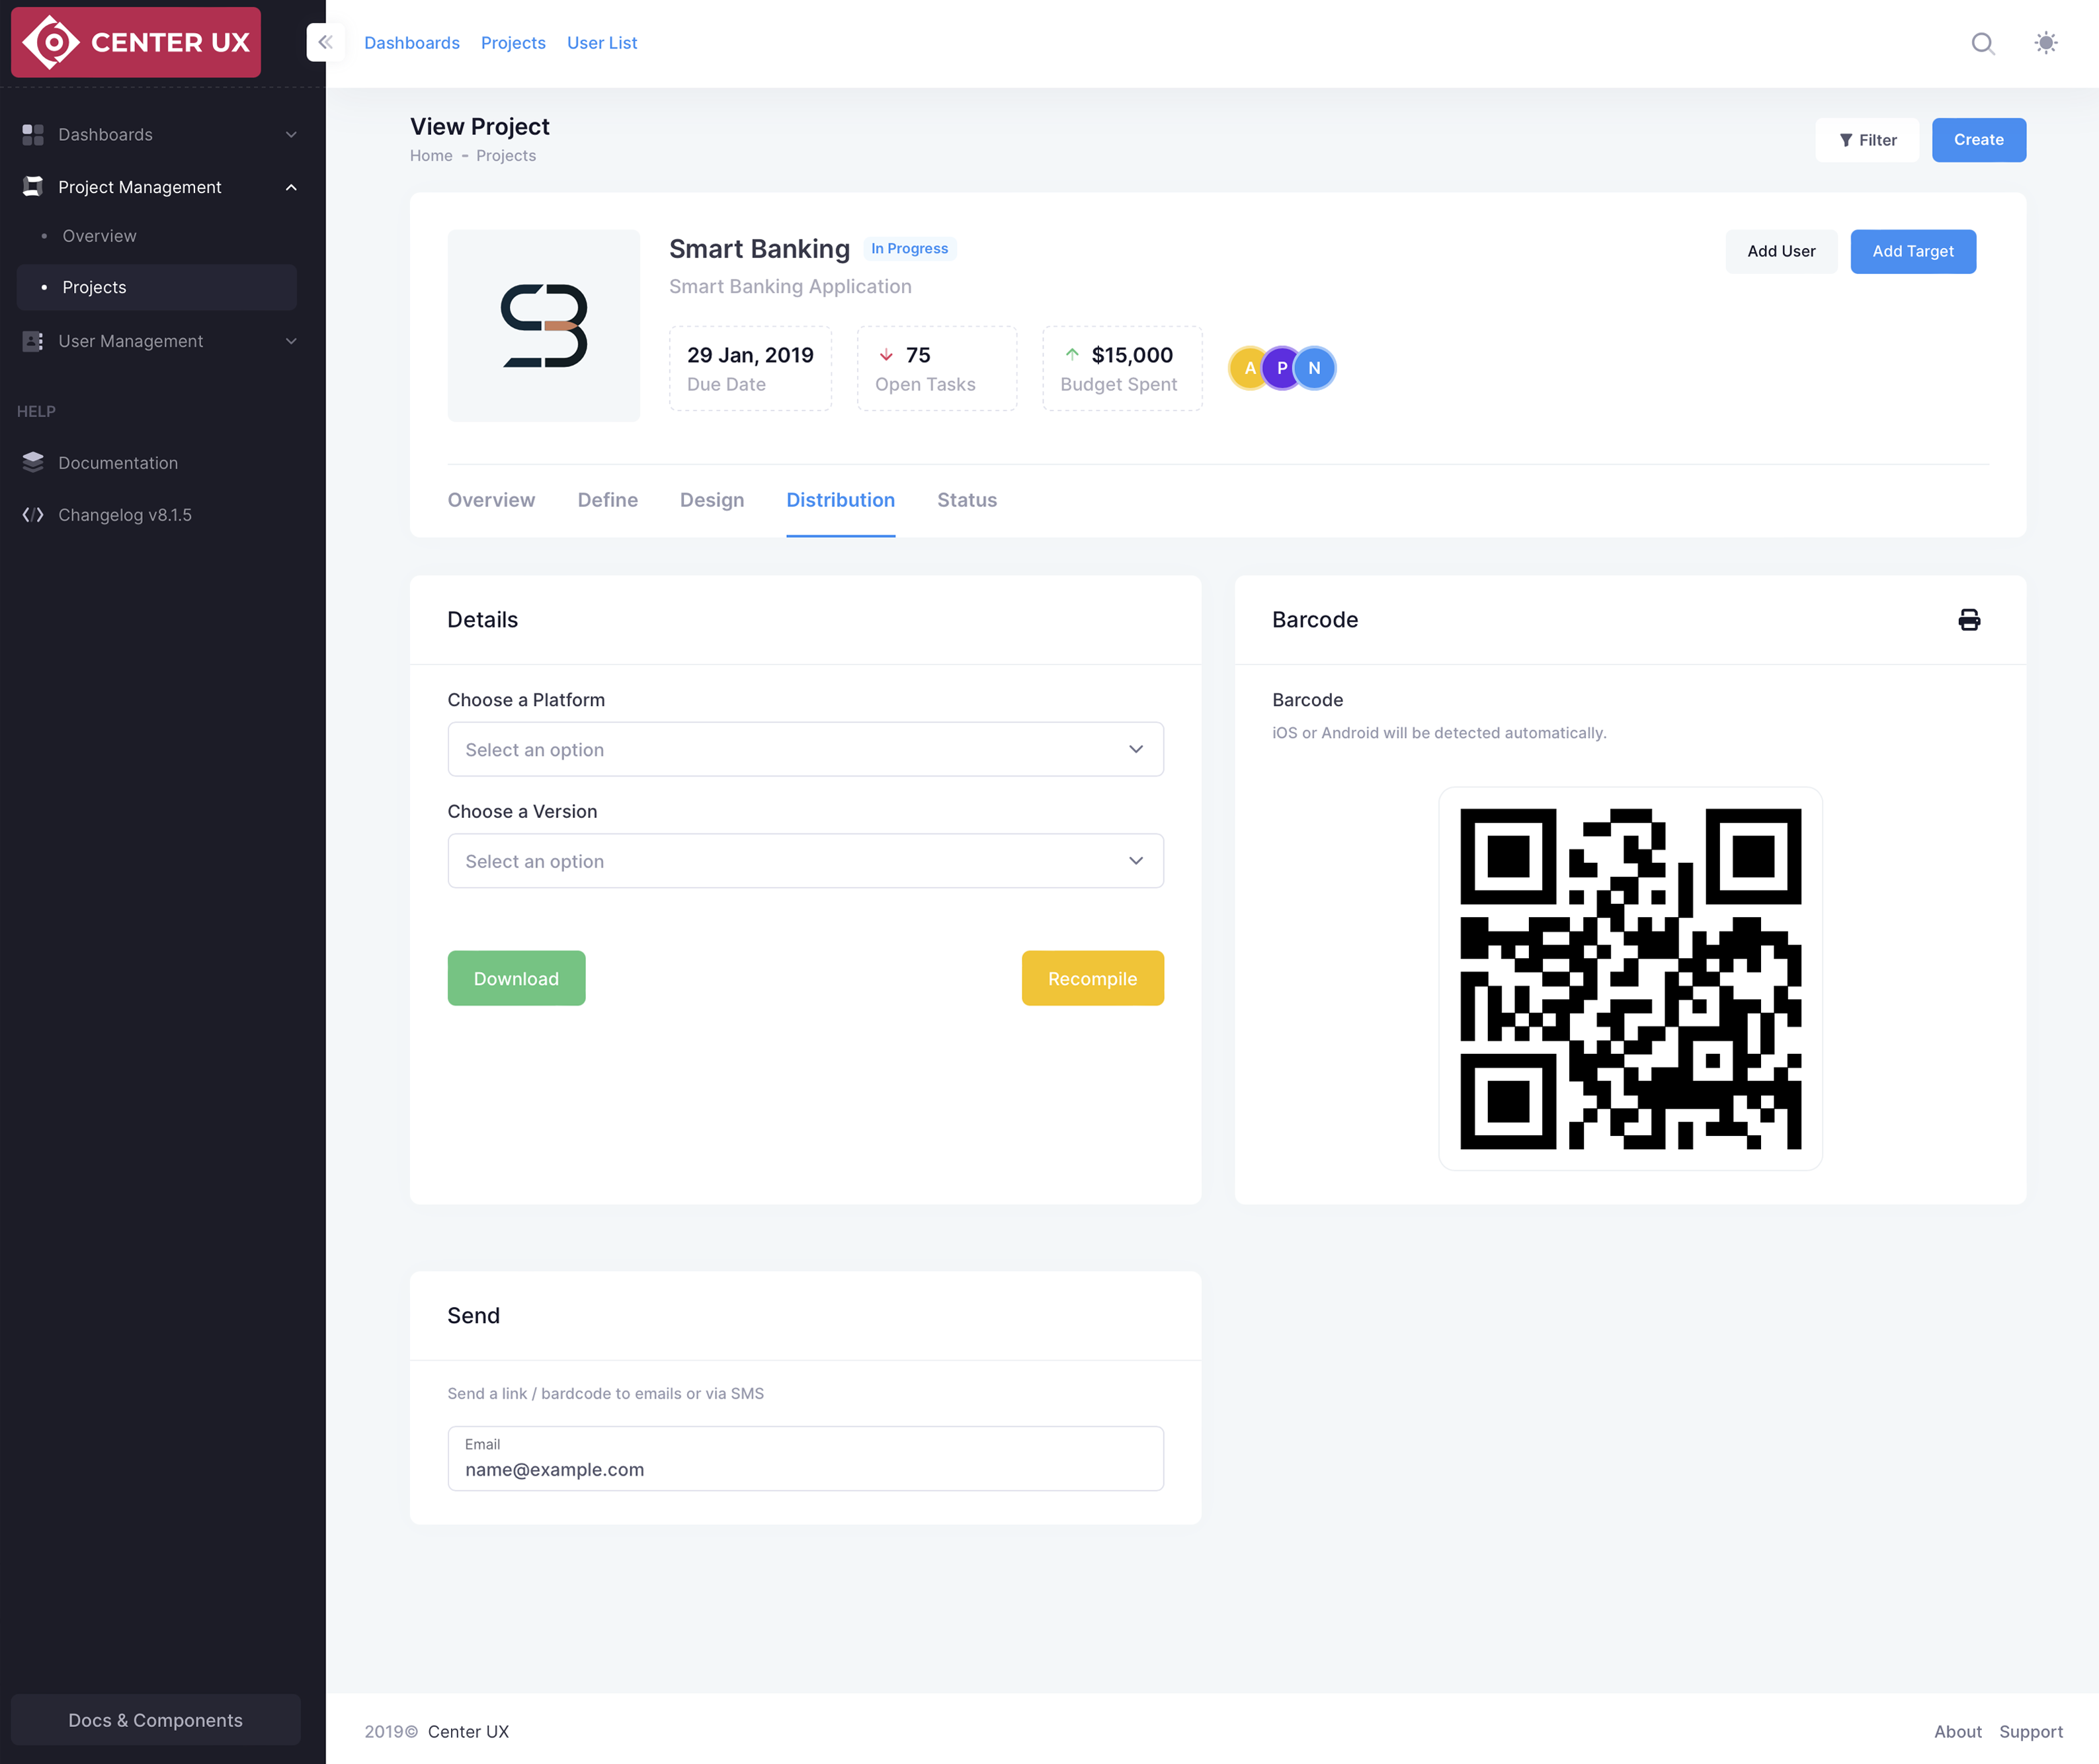 CENTER UX
Dashboards
Projects
User List
Dashboards
Project Management
Overview
Projects
User Management
HELP
Documentation
Changelog v8.1.5
Docs & Components
View Project
Home - Projects
Filter
Create
Smart Banking
In Progress
Smart Banking Application
Add User
Add Target
29 Jan, 2019
Due Date
75
Open Tasks
$15,000
Budget Spent
A
P
N
Overview
Define
Design
Distribution
Status
Details
Choose a Platform
Select an option
Choose a Version
Select an option
Download
Recompile
Barcode
Barcode
iOS or Android will be detected automatically.
Send
Send a link / bardcode to emails or via SMS
Email
name@example.com
2019© Center UX
About
Support